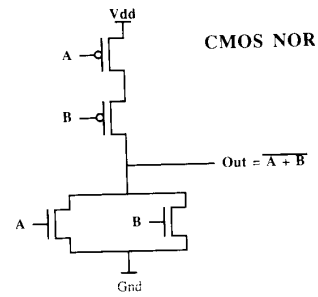 Vdd
CMOS NOR
A
B
Out = A + B
A
B
Gnd